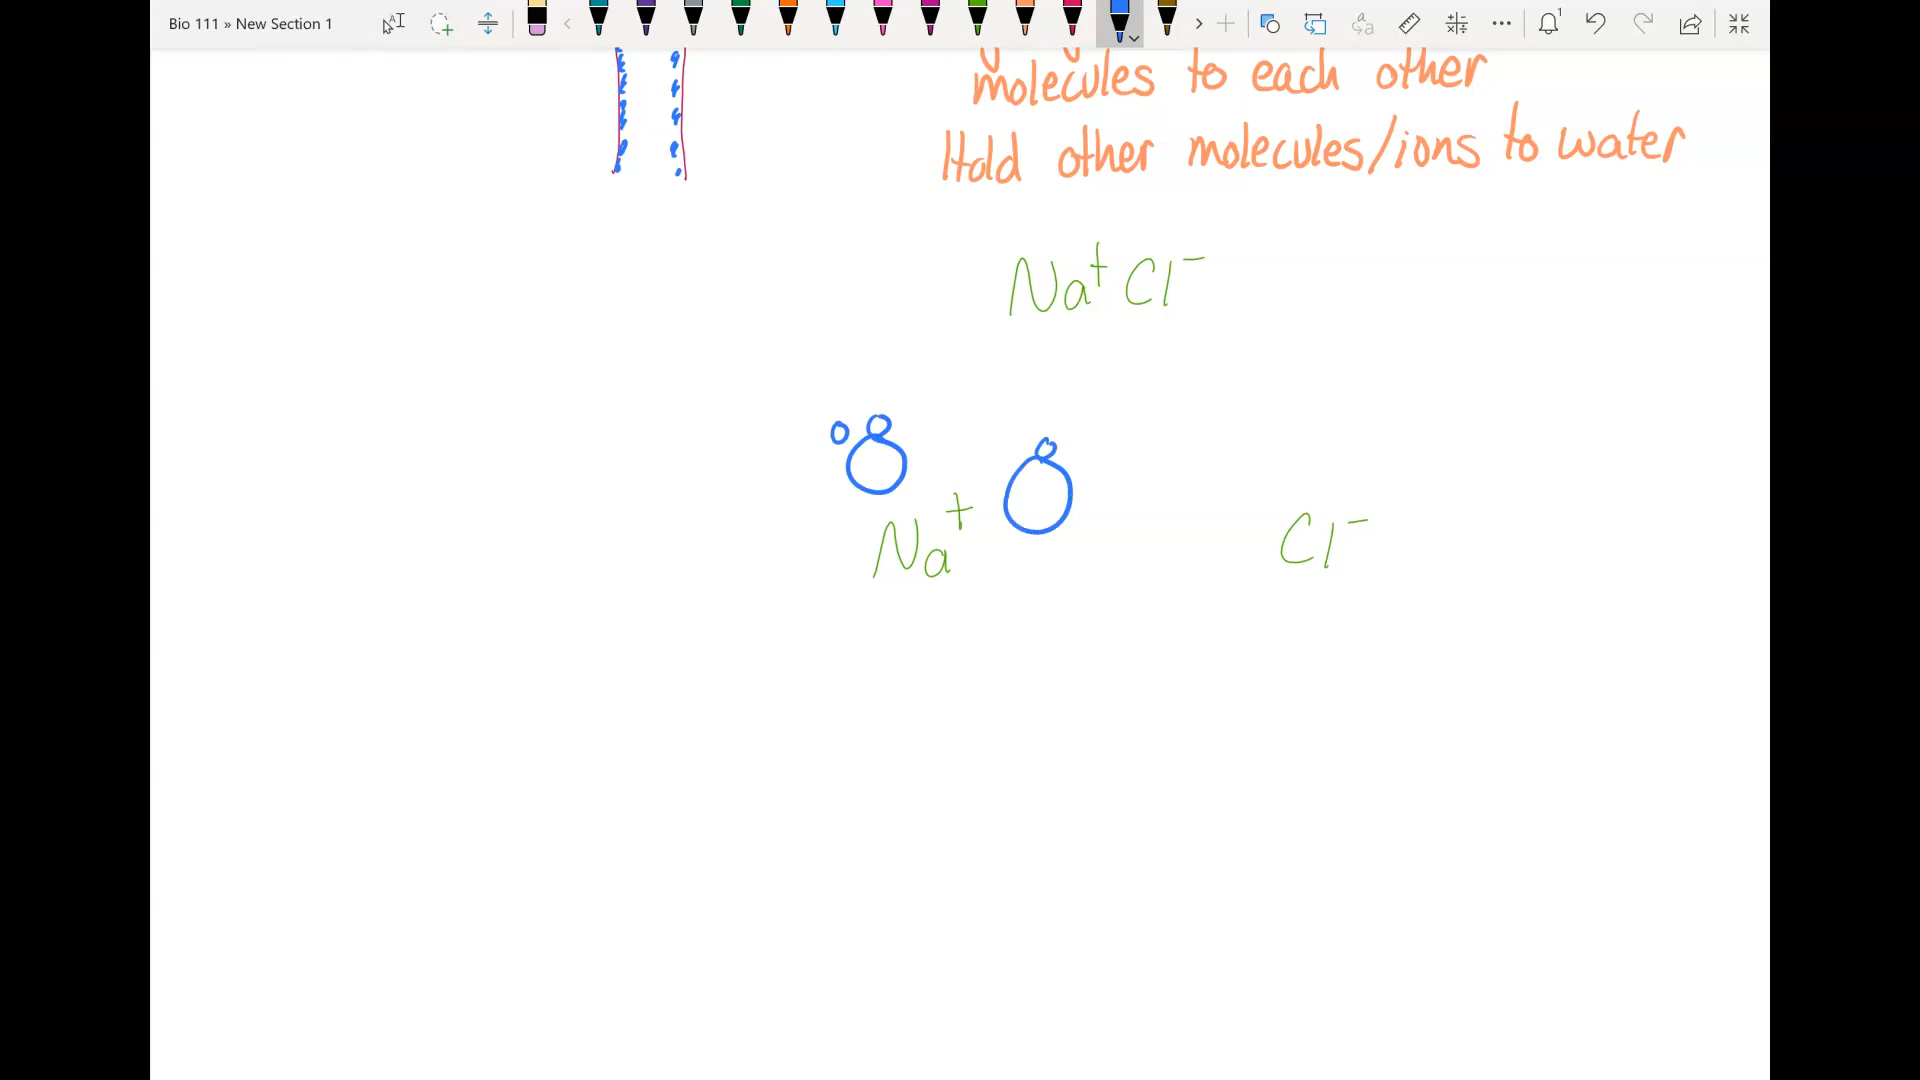 Bio 111 » New Section 1
molecules to each other
Hold other molecules/ions to water
Na⁺Cl⁻
Na⁺
Cl⁻